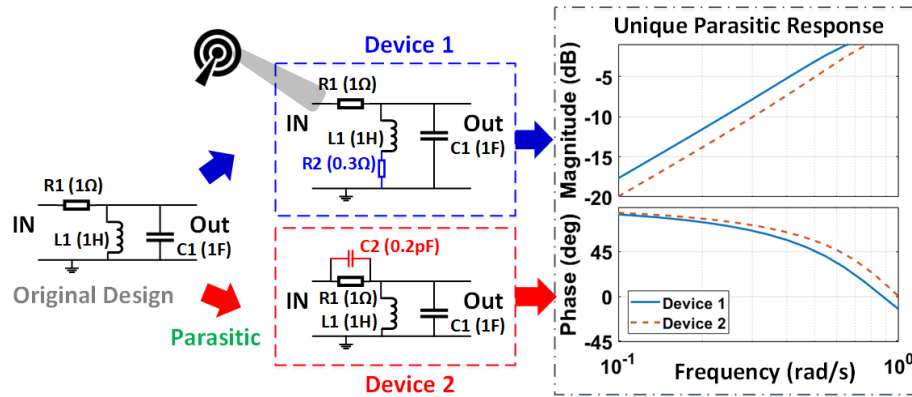 Original Design
R1 (1Ω)
IN
Out
L1 (1H)
C1 (1F)
Parasitic
Device 1
R1 (1Ω)
IN
Out
L1 (1H)
C1 (1F)
R2 (0.3Ω)
C2 (0.2pF)
IN
Out
R1 (1Ω)
L1 (1H)
C1 (1F)
Device 2
Unique Parasitic Response
Magnitude (dB)
-5
-10
-15
-20
Phase (deg)
45
0
-45
Device 1
Device 2
10⁻¹
10⁰
Frequency (rad/s)